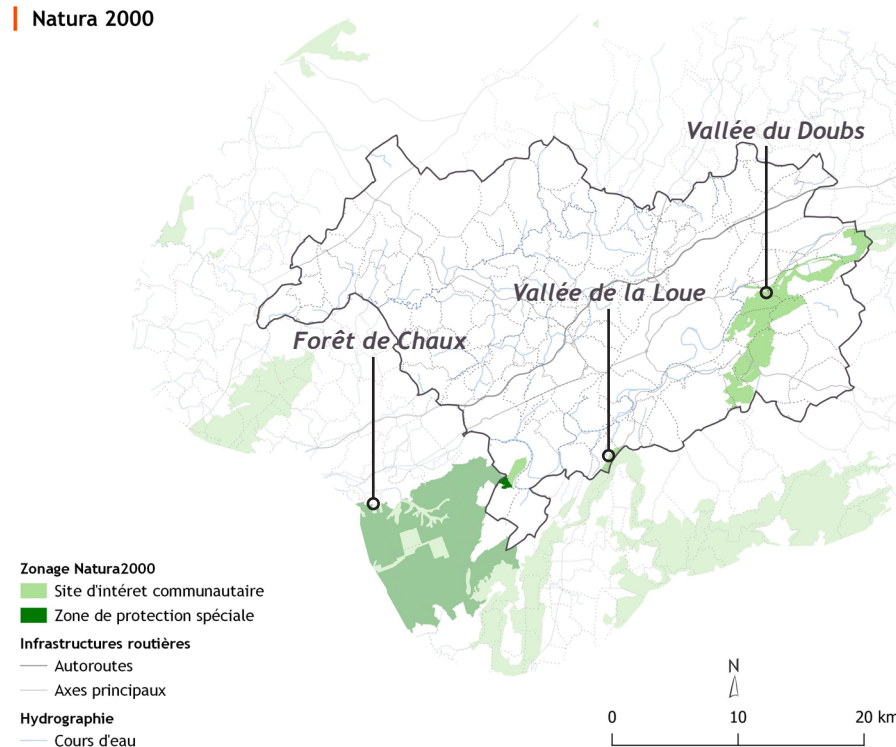 Natura 2000
Vallée du Doubs
Vallée de la Loue
Forêt de Chaux
Zonage Natura2000
Site d'intéret communautaire
Zone de protection spéciale
Infrastructures routières
Autoroutes
Axes principaux
Hydrographie
Cours d'eau
N
0 10 20 km